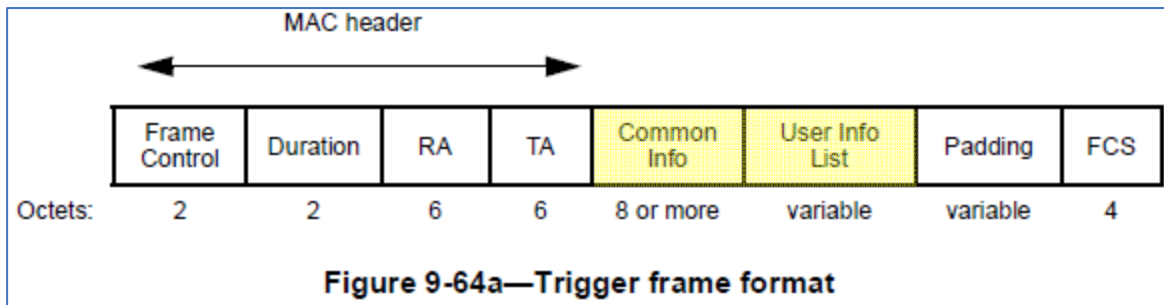 MAC header
Frame Control Duration RA TA Common Info User Info List Padding FCS
Octets: 2 2 6 6 8 or more variable variable 4
Figure 9-64a—Trigger frame format